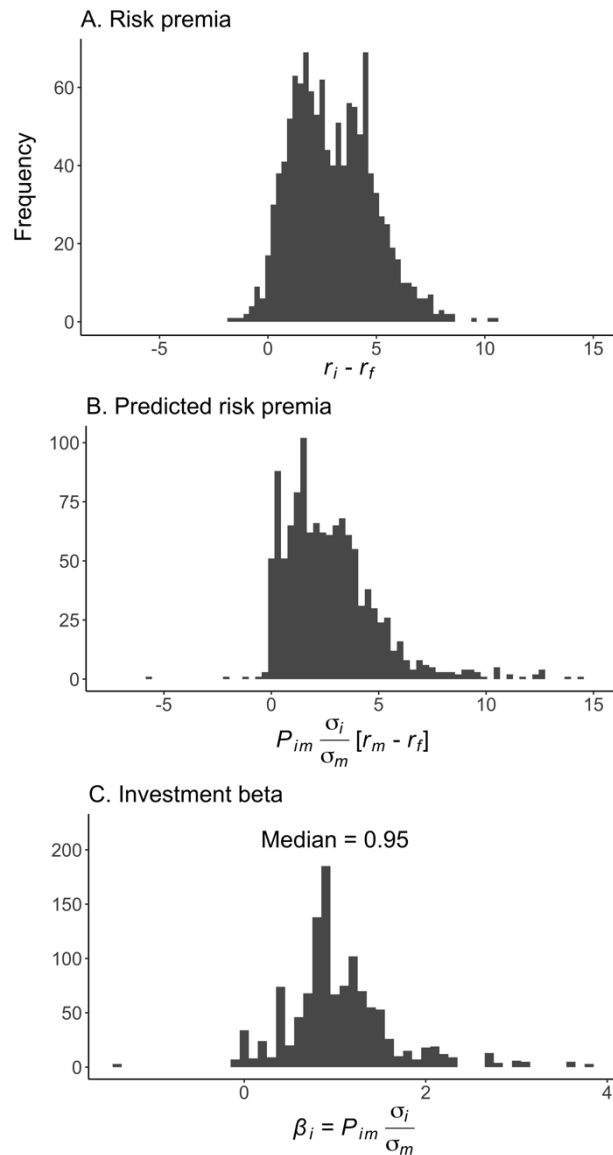 A. Risk premia
Frequency
60
40
20
0
-5 0 5 10 15
r_i - r_f
B. Predicted risk premia
100
75
50
25
0
-5 0 5 10 15
P_im σ_i/σ_m [r_m - r_f]
C. Investment beta
Median = 0.95
200
150
100
50
0
0 2 4
β_i = P_im σ_i/σ_m